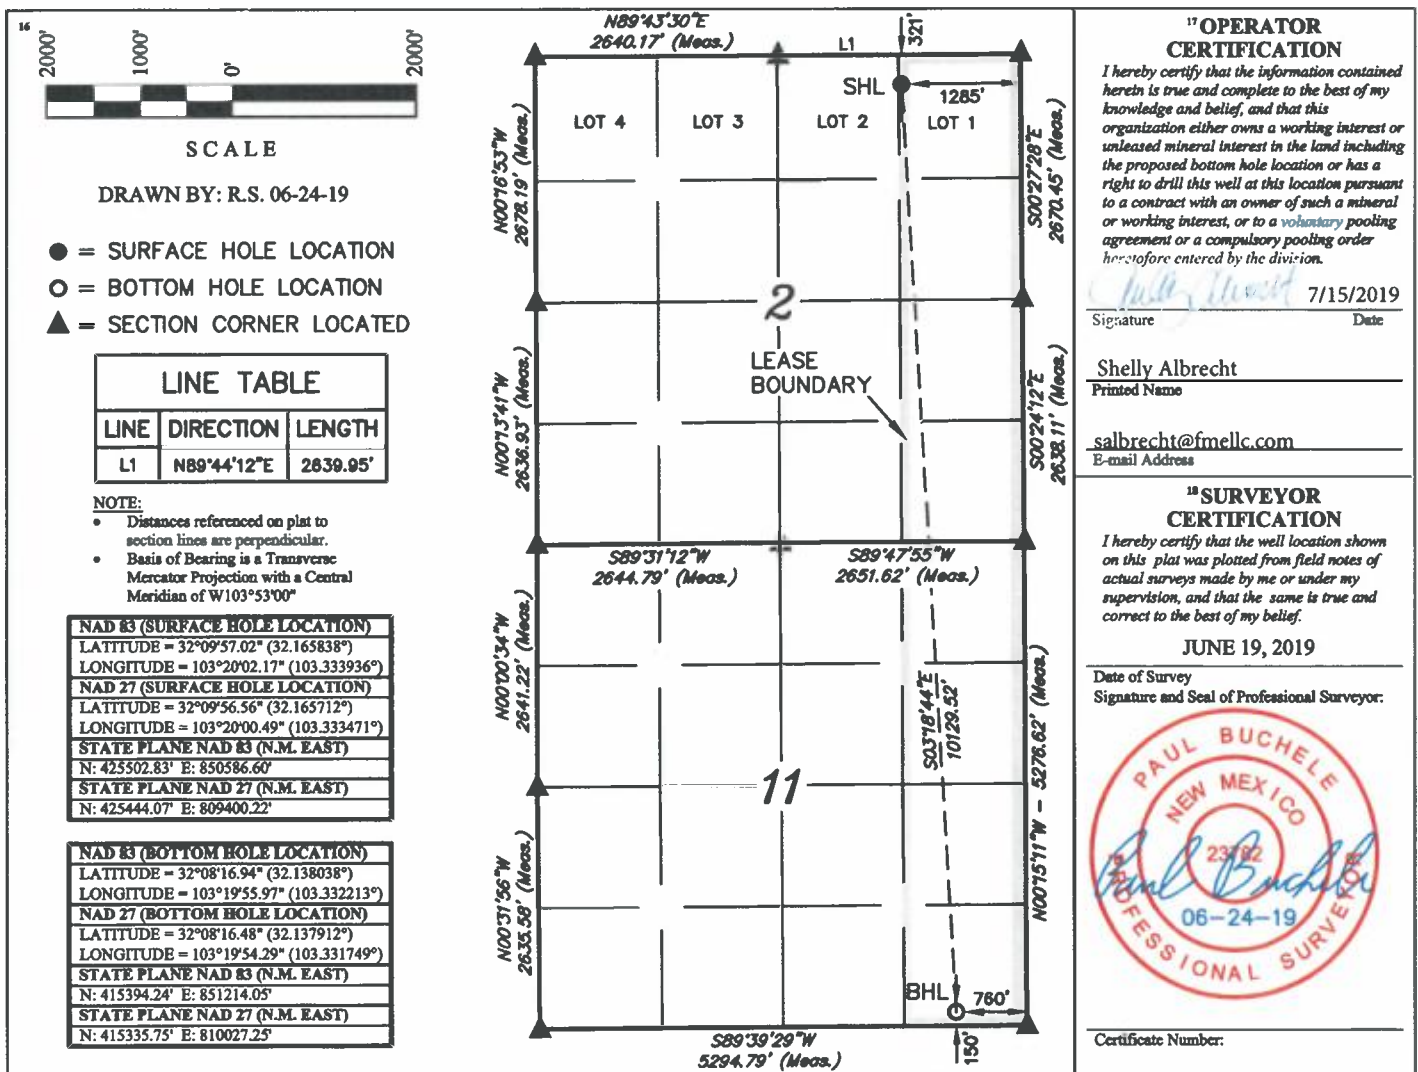 16
2000'
1000'
0'
2000'
SCALE
DRAWN BY: R.S. 06-24-19
= SURFACE HOLE LOCATION
= BOTTOM HOLE LOCATION
= SECTION CORNER LOCATED
LINE TABLE
LINE DIRECTION LENGTH
L1 N89°44'12"E 2639.95'
NOTE:
• Distances referenced on plat to
section lines are perpendicular.
• Basis of Bearing is a Transverse
Mercator Projection with a Central
Meridian of W103°53'00"
NAD 83 (SURFACE HOLE LOCATION)
LATITUDE = 32°09'57.02" (32.165838°)
LONGITUDE = 103°20'02.17" (103.333936°)
NAD 27 (SURFACE HOLE LOCATION)
LATITUDE = 32°09'56.56" (32.165712°)
LONGITUDE = 103°20'00.49" (103.333471°)
STATE PLANE NAD 83 (N.M. EAST)
N: 425502.83' E: 850586.60'
STATE PLANE NAD 27 (N.M. EAST)
N: 425444.07' E: 809400.22'
NAD 83 (BOTTOM HOLE LOCATION)
LATITUDE = 32°08'16.94" (32.138038°)
LONGITUDE = 103°19'55.97" (103.332213°)
NAD 27 (BOTTOM HOLE LOCATION)
LATITUDE = 32°08'16.48" (32.137912°)
LONGITUDE = 103°19'54.29" (103.331749°)
STATE PLANE NAD 83 (N.M. EAST)
N: 415394.24' E: 851214.05'
STATE PLANE NAD 27 (N.M. EAST)
N: 415335.75' E: 810027.25'
N89°43'30"E
2640.17' (Meas.)
L1
321'
SHL
1285'
LOT 4
LOT 3
LOT 2
LOT 1
N00°16'53"W
2678.19' (Meas.)
S00°27'28"E
2670.45' (Meas.)
2
LEASE
BOUNDARY
N00°13'41"W
2636.93' (Meas.)
S00°24'12"E
2638.11' (Meas.)
S89°31'12"W
2644.79' (Meas.)
S89°47'55"W
2651.62' (Meas.)
N00°00'34"W
2641.22' (Meas.)
S03°18'44"E
10129.52'
N00°15'11"W - 5276.62' (Meas.)
11
N00°31'56"W
2635.58' (Meas.)
BHL
760'
150'
S89°39'29"W
5294.79' (Meas.)
17 OPERATOR
CERTIFICATION
I hereby certify that the information contained
herein is true and complete to the best of my
knowledge and belief, and that this
organization either owns a working interest or
unleased mineral interest in the land including
the proposed bottom hole location or has a
right to drill this well at this location pursuant
to a contract with an owner of such a mineral
or working interest, or to a voluntary pooling
agreement or a compulsory pooling order
heretofore entered by the division.
7/15/2019
Signature Date
Shelly Albrecht
Printed Name
salbrecht@fmellc.com
E-mail Address
18 SURVEYOR
CERTIFICATION
I hereby certify that the well location shown
on this plat was plotted from field notes of
actual surveys made by me or under my
supervision, and that the same is true and
correct to the best of my belief.
JUNE 19, 2019
Date of Survey
Signature and Seal of Professional Surveyor:
PAUL BUCHELE
NEW MEXICO
23782
Paul Buchele
06-24-19
PROFESSIONAL SURVEYOR
Certificate Number: